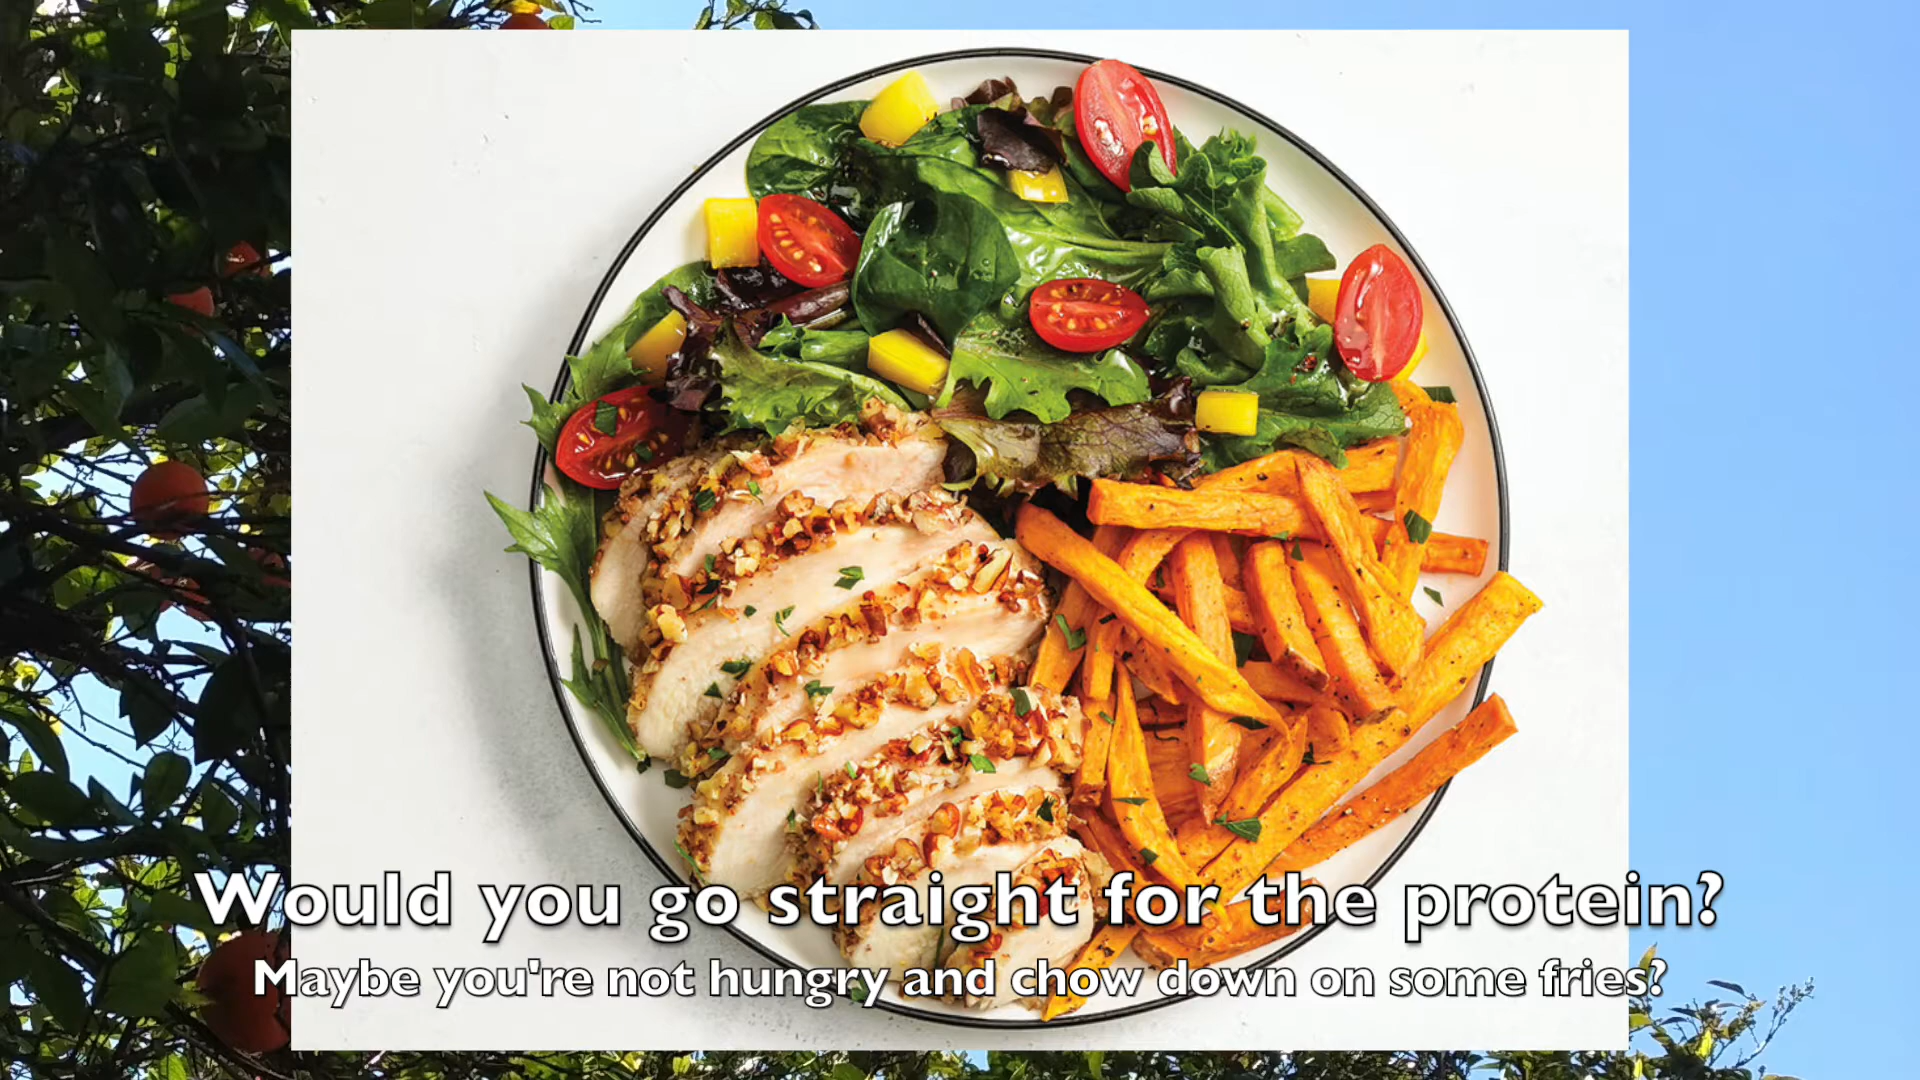 Would you go straight for the protein?
Maybe you're not hungry and chow down on some fries?